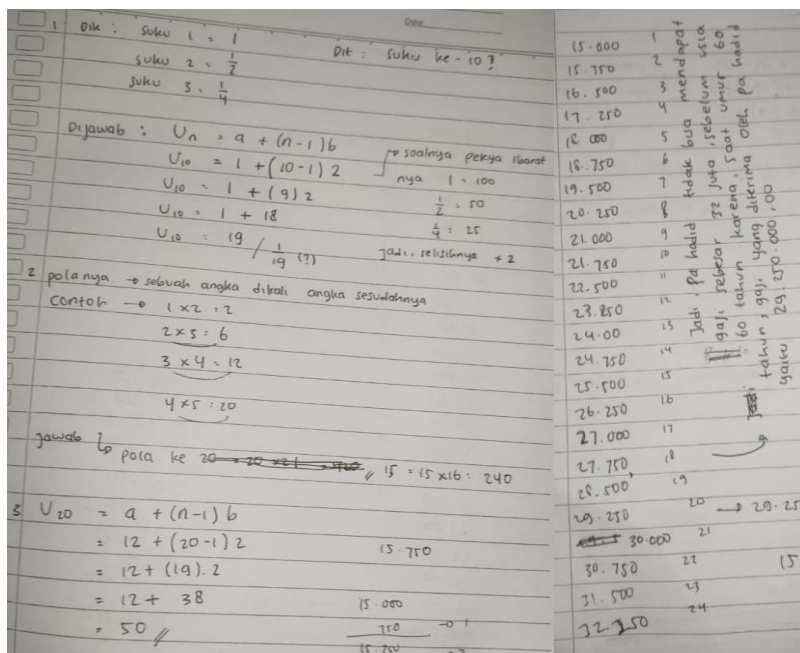 Date
1 Dik : suku 1 = 1
Dit : suku ke-10?
suku 2 = 1/2
suku 3 = 1/4
Dijawab : Un = a + (n-1) b
U10 = 1 + (10-1) 2
U10 = 1 + (9) 2
U10 = 1 + 18
U10 = 19 / 1/19 (?)
→ soalnya ibarat
nya 1 = 100
1/2 = 50
1/4 = 25
Jadi, selisihnya × 2
2 polanya → sebuah angka dikali angka sesudahnya
contoh → 1 × 2 = 2
2 × 3 = 6
3 × 4 = 12
4 × 5 = 20
Jawab
pola ke 20 = 20 × 21 = 420 // 15 = 15 × 16 = 240
3 U20 = a + (n-1) b
= 12 + (20-1) 2
= 12 + (19). 2
= 12 + 38
= 50 //
15.750
15.000
750 → 1
15.750
15.000 1
15.750 2
16.500 3
17.250 4
18.000 5
18.750 6
19.500 7
20.250 8
21.000 9
21.750 10
22.500 11
23.250 12
24.00 13
24.750 14
25.500 15
26.250 16
27.000 17
27.750 18
28.500 19
29.250 20 → 29.25
30.000 21
30.750 22
15
31.500 23
32.250 24
Jadi, pa hadid tidak bisa mendapat
gaji sebesar 32 juta sebelum usia
60 tahun karena, saat umur 60
tahun, gaji yang diterima oleh pa hadid
yaitu 29.250.000,00